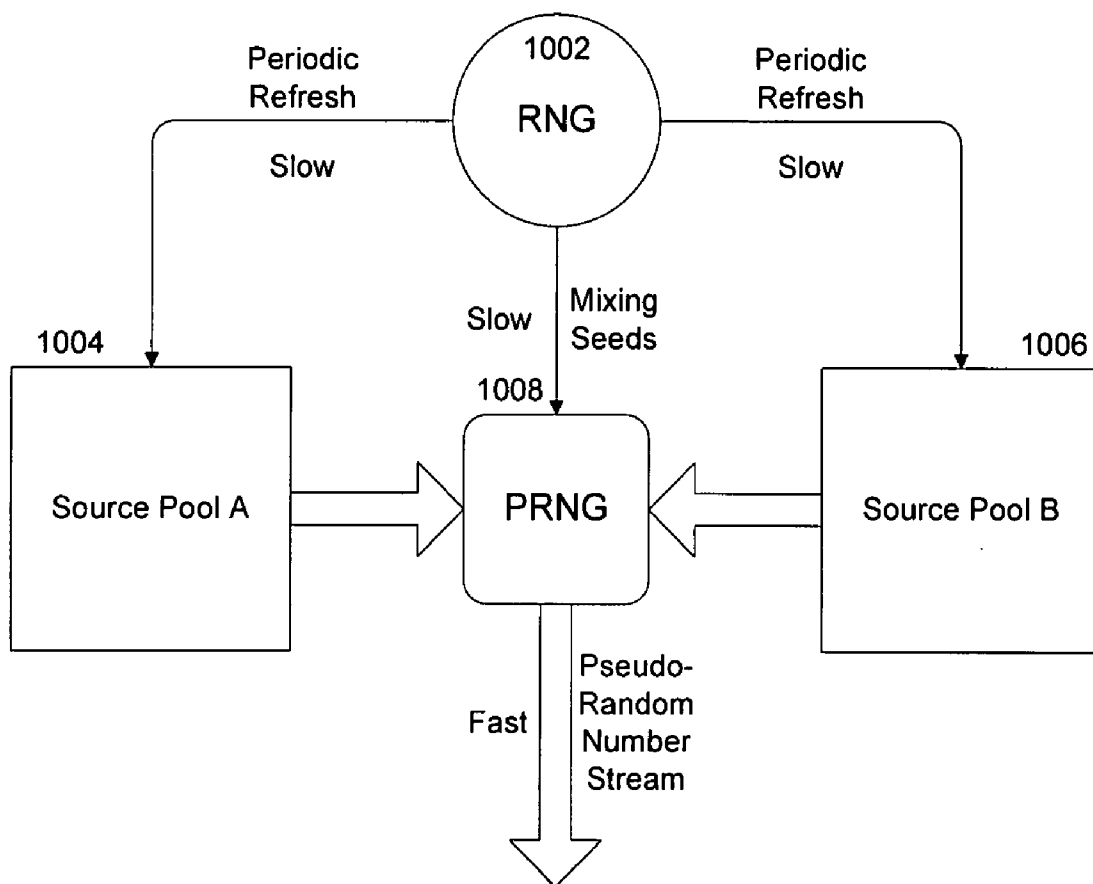 1002
RNG
Periodic
Refresh
Slow
Periodic
Refresh
Slow
Slow
Mixing
Seeds
1004
1006
1008
Source Pool A
PRNG
Source Pool B
Fast
Pseudo-
Random
Number
Stream